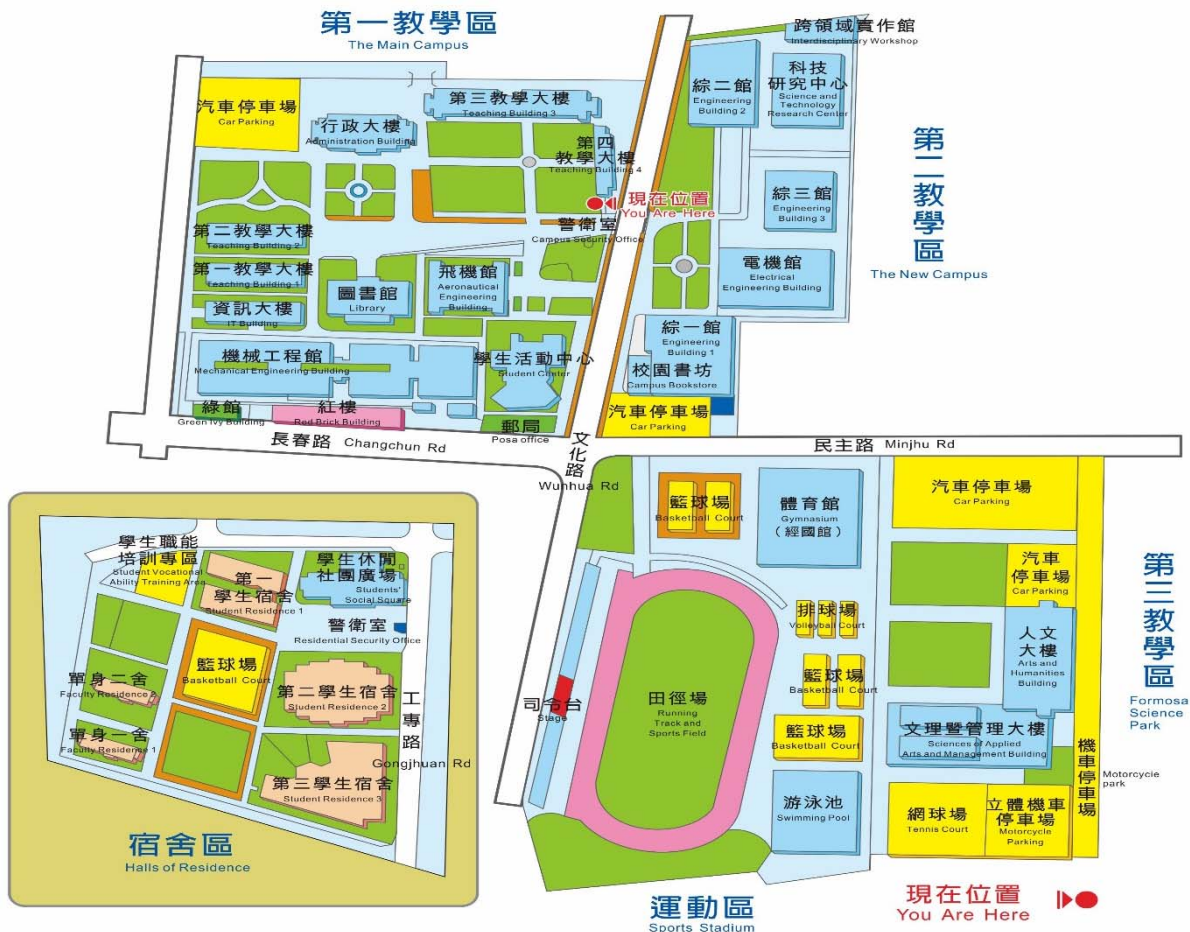 第一教學區
The Main Campus
汽車停車場
Car Parking
行政大樓
Administration Building
第三教學大樓
Teaching Building 3
第四
教學大樓
Teaching Building 4
現在位置
You Are Here
警衛室
Campus Security Office
第二教學大樓
Teaching Building 2
第一教學大樓
Teaching Building 1
資訊大樓
IT Building
圖書館
Library
飛機館
Aeronautical
Engineering
Building
機械工程館
Mechanical Engineering Building
學生活動中心
Student Center
綠館
Green Ivy Building
紅樓
Red Brick Building
郵局
Posa office
長春路 Changchun Rd
文化路
Wunhua Rd
民主路 Minjhu Rd
跨領域實作館
Interdisciplinary Workshop
綜二館
Engineering
Building 2
科技
研究中心
Science and
Technology
Research Center
第二教學區
The New Campus
綜三館
Engineering
Building 3
電機館
Electrical
Engineering Building
綜一館
Engineering
Building 1
校園書坊
Campus Bookstore
汽車停車場
Car Parking
籃球場
Basketball Court
體育館
Gymnasium
(經國館)
汽車停車場
Car Parking
汽車
停車場
Car Parking
排球場
Volleyball Court
籃球場
Basketball Court
籃球場
Basketball Court
游泳池
Swimming Pool
田徑場
Running
Track and
Sports Field
司令台
Stage
人文
大樓
Arts and
Humanities
Building
文理暨管理大樓
Sciences of Applied
Arts and Management Building
網球場
Tennis Court
立體機車
停車場
Motorcycle
Parking
機車停車場
Motorcycle
park
第三教學區
Formosa
Science
Park
運動區
Sports Stadium
現在位置
You Are Here
學生職能
培訓專區
Student Vocational
Ability Training Area
第一
學生宿舍
Student Residence 1
學生休閒
社團廣場
Students'
Social Square
警衛室
Residential Security Office
單身二舍
Faculty Residence 2
籃球場
Basketball Court
第二學生宿舍
Student Residence 2
單身一舍
Faculty Residence 1
第三學生宿舍
Student Residence 3
工專路
Gongjhuan Rd
宿舍區
Halls of Residence